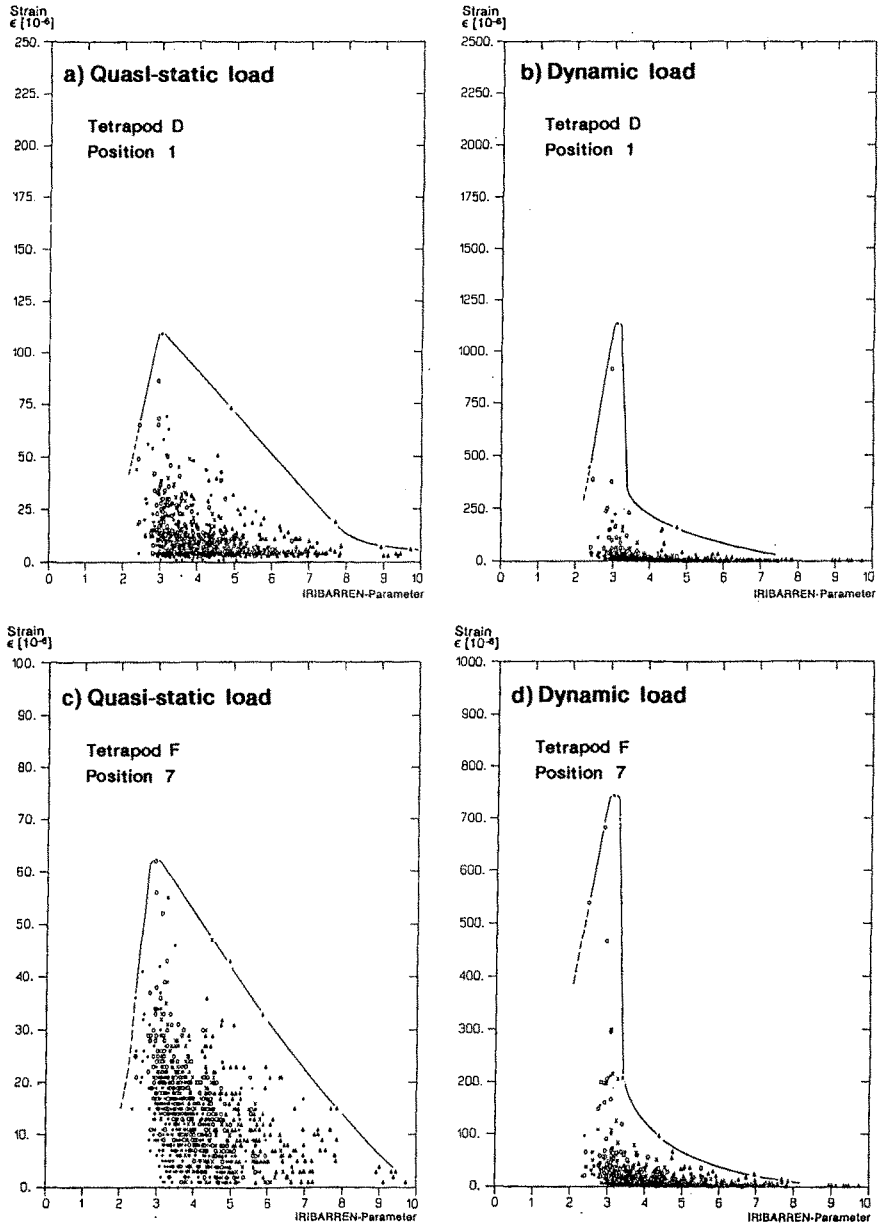 Strain
ε [10⁻⁶]
250.
225.
200.
175.
150.
125.
100.
75.
50.
25.
0.
a) Quasi-static load
Tetrapod D
Position 1
0 1 2 3 4 5 6 7 8 9 10
IRIBARREN-Parameter
Strain
ε [10⁻⁶]
2500
2250
2000
1750
1500
1250
1000
750
500
250
0.
b) Dynamic load
Tetrapod D
Position 1
0 1 2 3 4 5 6 7 8 9 10
IRIBARREN-Parameter
Strain
ε [10⁻⁶]
100.
90.
80.
70.
60.
50.
40.
30.
20.
10.
0.
c) Quasi-static load
Tetrapod F
Position 7
0 1 2 3 4 5 6 7 8 9 10
IRIBARREN-Parameter
Strain
ε [10⁻⁶]
1000
900.
800.
700.
600.
500.
400.
300.
200.
100.
0.
d) Dynamic load
Tetrapod F
Position 7
0 1 2 3 4 5 6 7 8 9 10
IRIBARREN-Parameter